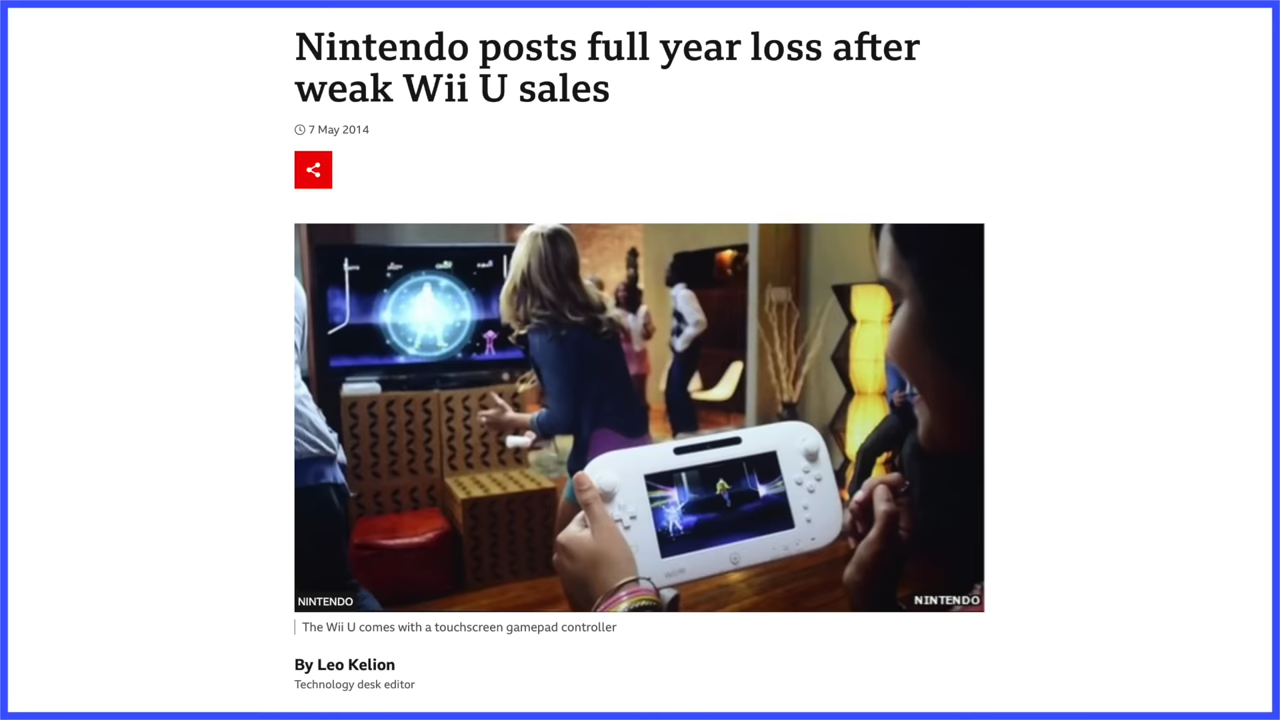 Nintendo posts full year loss after
weak Wii U sales
7 May 2014
NINTENDO
NINTENDO
The Wii U comes with a touchscreen gamepad controller
By Leo Kelion
Technology desk editor